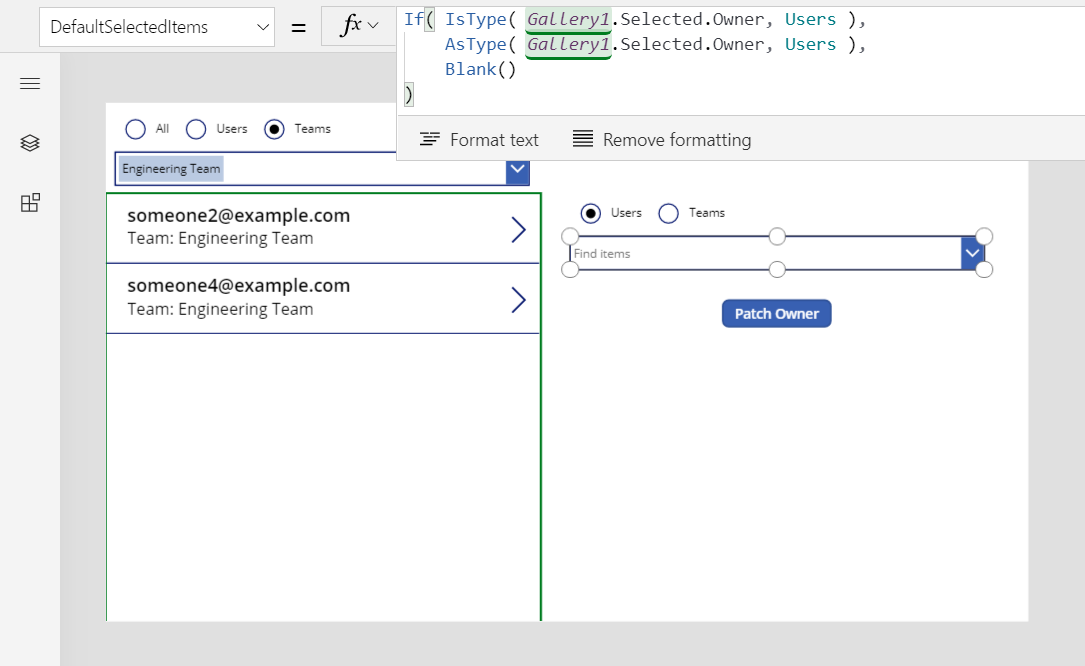 DefaultSelectedItems = fx If( IsType( Gallery1.Selected.Owner, Users ),
AsType( Gallery1.Selected.Owner, Users ),
Blank()
)
Format text Remove formatting
All Users Teams
Engineering Team
someone2@example.com
Team: Engineering Team
someone4@example.com
Team: Engineering Team
Users Teams
Find items
Patch Owner